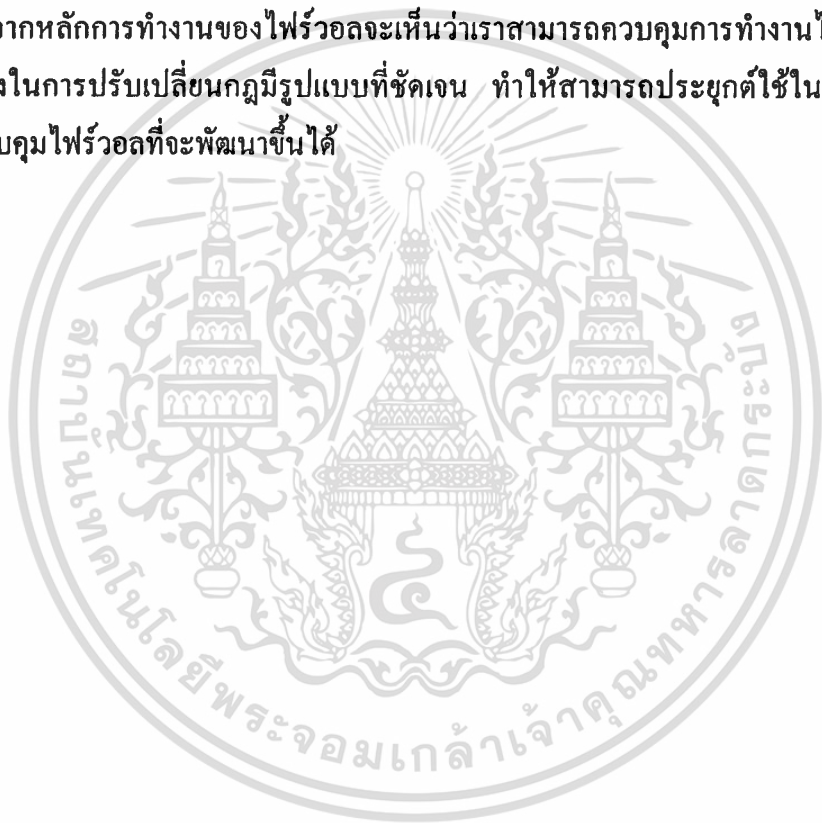 จากหลักการทำงานของไฟร์วอลจะเห็นว่าเราสามารถควบคุมการทำงาน
ในการปรับเปลี่ยนกฎมีรูปแบบที่ชัดเจน ทำให้สามารถประยุกต์ใช้ใน
บคุมไฟร์วอลที่จะพัฒนาขึ้นได้
สถาบันเทคโนโลยีพระจอมเกล้าเจ้าคุณทหารลาดกระบัง
๔